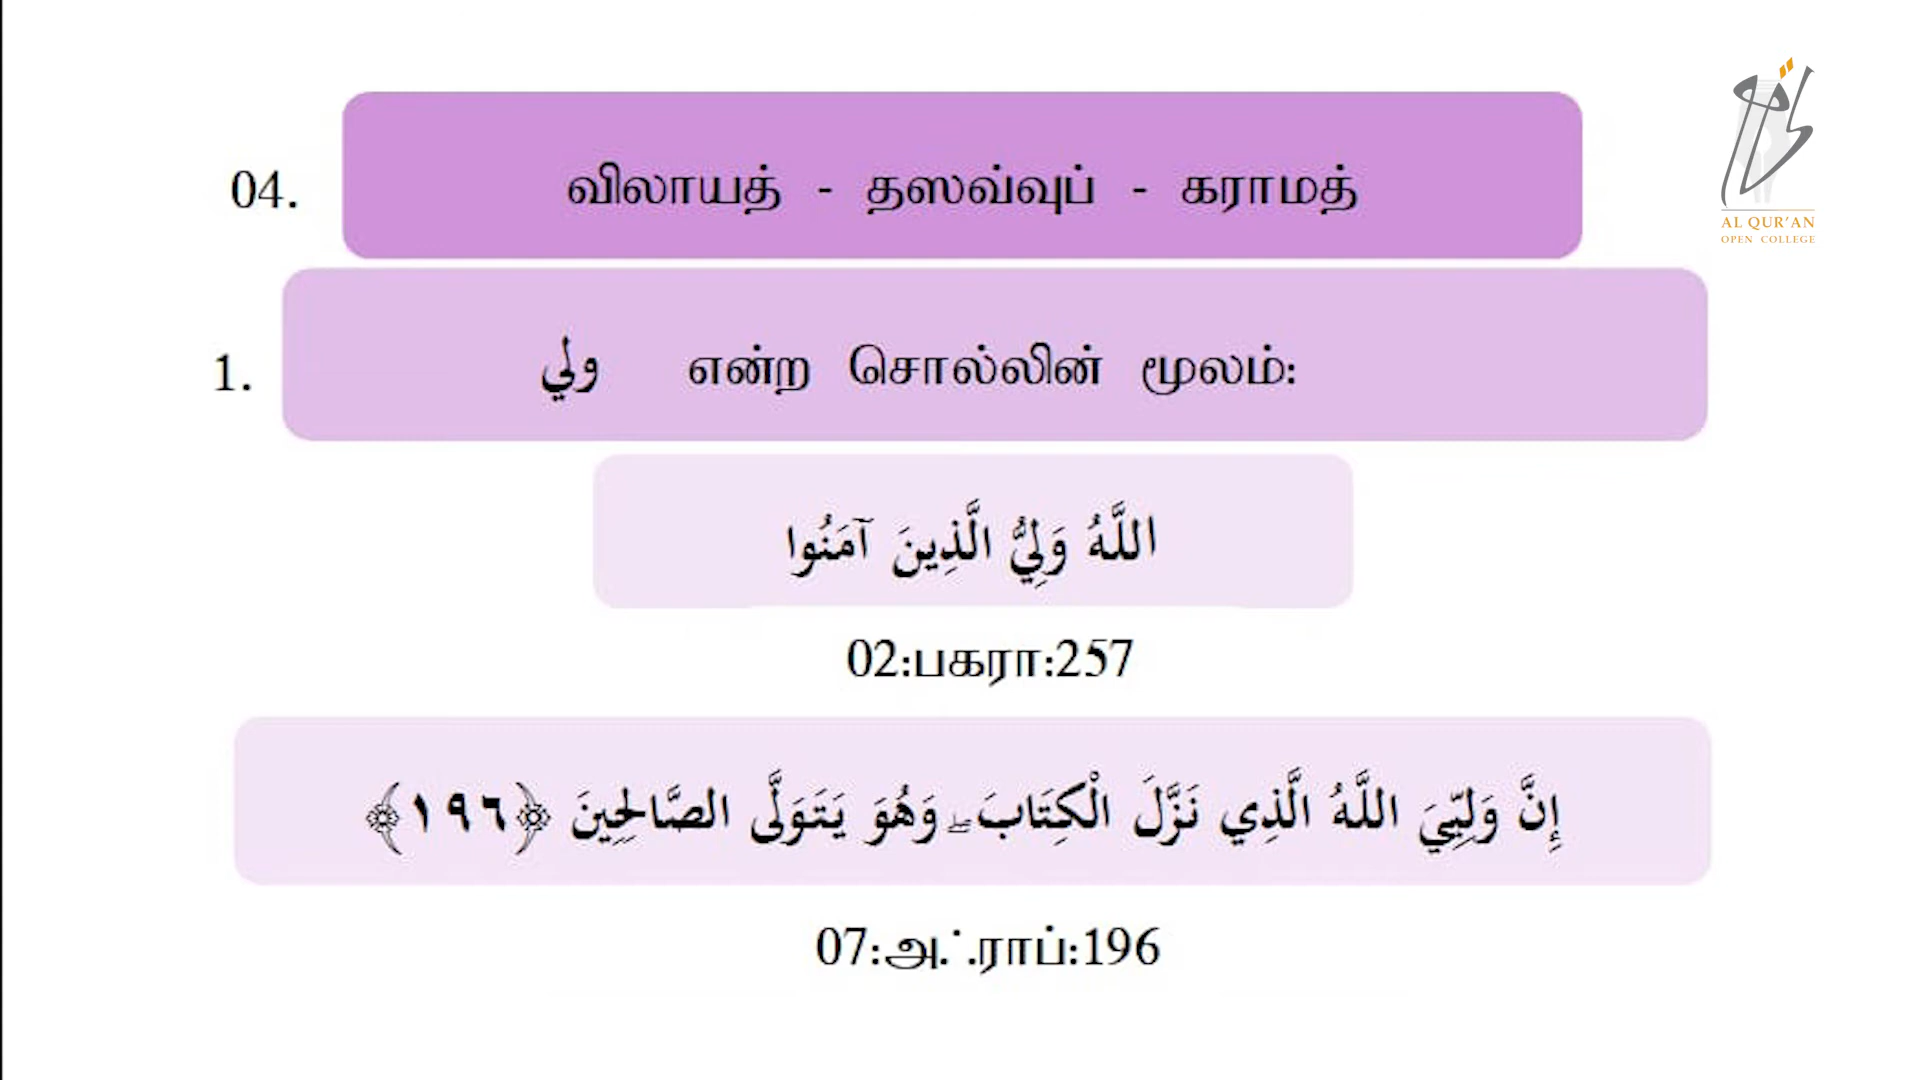 AL QUR'AN
OPEN COLLEGE
04. விலாயத் - தஸவ்வுப் - கராமத்
1. ولي என்ற சொல்லின் மூலம்:
اللَّهُ وَلِيُّ الَّذِينَ آمَنُوا
02:பகரா:257
إِنَّ وَلِيِّيَ اللَّهُ الَّذِي نَزَّلَ الْكِتَابَ ۖ وَهُوَ يَتَوَلَّى الصَّالِحِينَ ﴿١٩٦﴾
07:அஃராப்:196